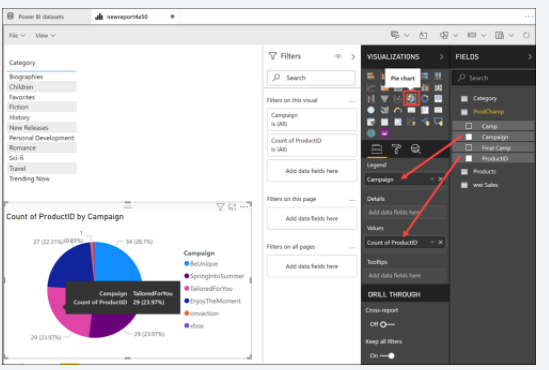 Power BI datasets
newreport4a50
File
View
Category
Biographies
Children
Favorites
Fiction
History
New Releases
Personal Development
Romance
Sci-fi
Travel
Trending Now
Count of ProductID by Campaign
1
27 (22.31%)
34 (28.1%)
29 (23.97%)
29 (23.97%)
Campaign TailoredForYou
Count of ProductID 29 (23.97%)
Campaign
BeUnique
SpringIntoSummer
TailoredForYou
EnjoyTheMoment
xbox
Filters
Search
Filters on this visual
Campaign
is (All)
Count of ProductID
is (All)
Add data fields here
Filters on this page
Add data fields here
Filters on all pages
Add data fields here
VISUALIZATIONS
Pie chart
Legend
Campaign
Details
Add data fields here
Values
Count of ProductID
Tooltips
Add data fields here
DRILL THROUGH
Cross-report
Off
Keep all filters
On
FIELDS
Search
Category
ProdChamp
Camp
Campaign
Final Camp
ProductID
Products
wwi Sales